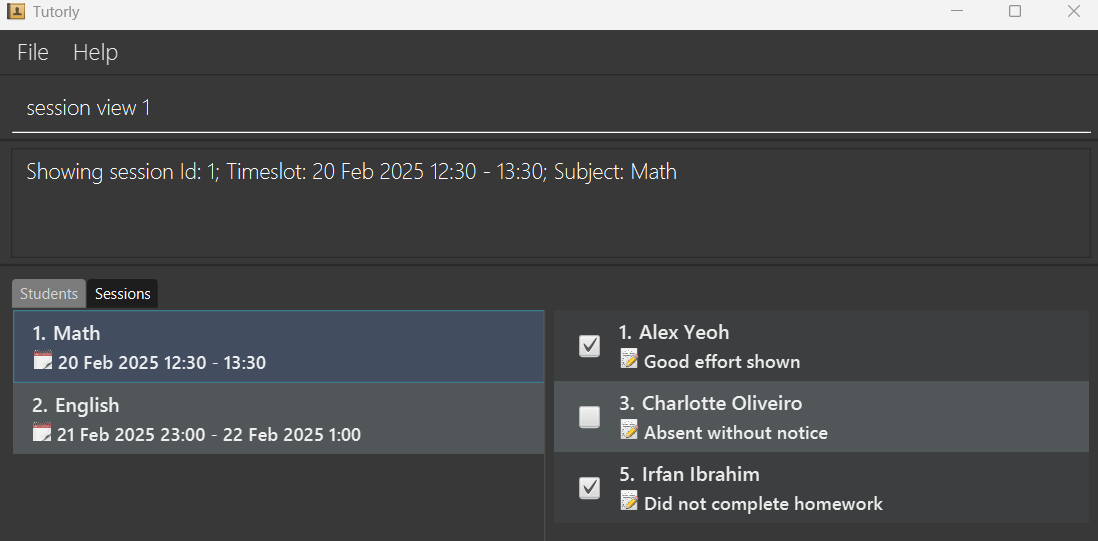 Tutorly
File Help
session view 1
Showing session Id: 1; Timeslot: 20 Feb 2025 12:30 - 13:30; Subject: Math
Students Sessions
1. Math
20 Feb 2025 12:30 - 13:30
2. English
21 Feb 2025 23:00 - 22 Feb 2025 1:00
1. Alex Yeoh
Good effort shown
3. Charlotte Oliveiro
Absent without notice
5. Irfan Ibrahim
Did not complete homework